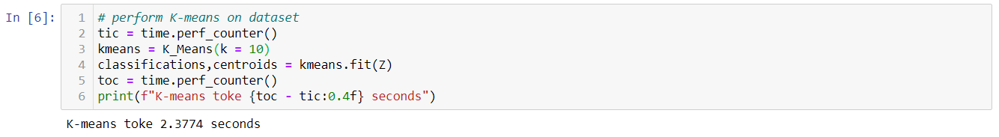 In [6]:
1 # perform K-means on dataset
2 tic = time.perf_counter()
3 kmeans = K_Means(k = 10)
4 classifications,centroids = kmeans.fit(Z)
5 toc = time.perf_counter()
6 print(f"K-means toke {toc - tic:0.4f} seconds")
K-means toke 2.3774 seconds